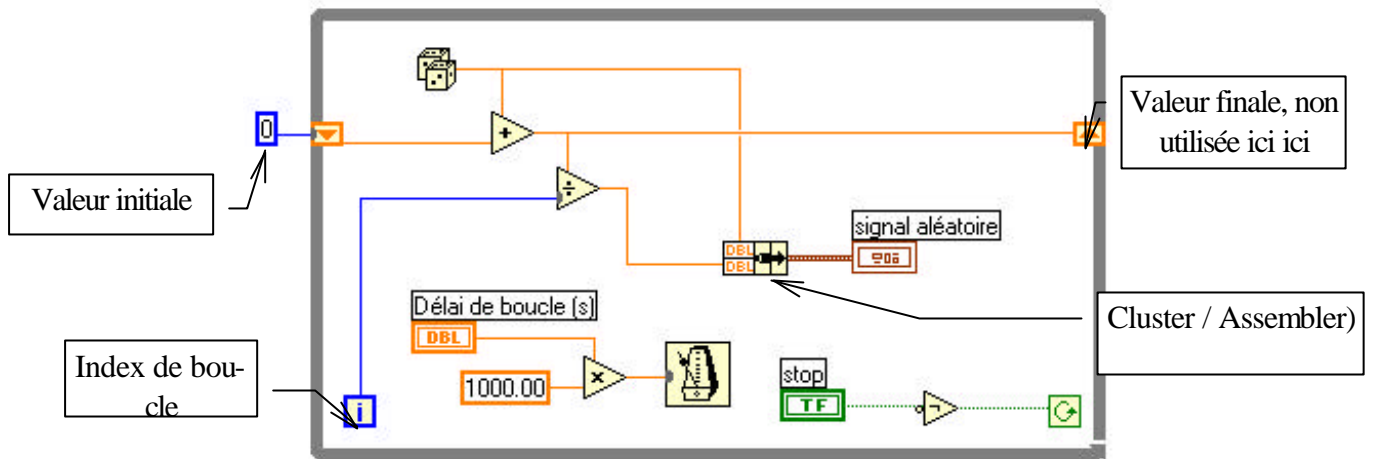 0
Valeur initiale
+
÷
Valeur finale, non
utilisée ici ici
signal aléatoire
DBL
DBL
Cluster / Assembler)
Délai de boucle (s)
DBL
1000.00
x
stop
TF
Index de bou-
cle
i